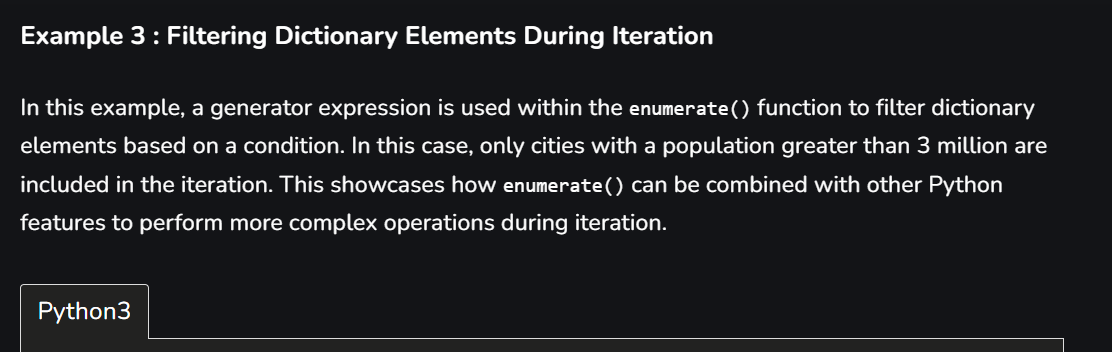 Example 3 : Filtering Dictionary Elements During Iteration
In this example, a generator expression is used within the enumerate() function to filter dictionary
elements based on a condition. In this case, only cities with a population greater than 3 million are
included in the iteration. This showcases how enumerate() can be combined with other Python
features to perform more complex operations during iteration.
Python3